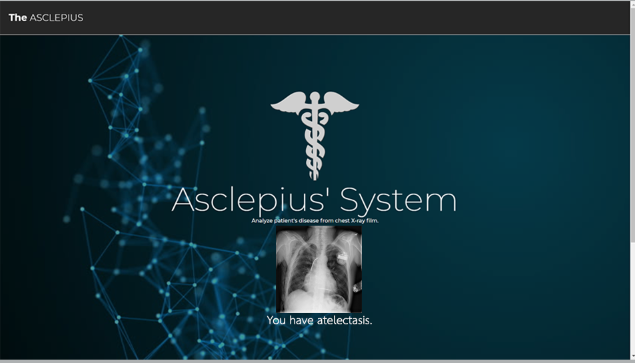 The ASCLEPIUS
Asclepius' System
Analyze patient's disease from chest X-ray film.
You have atelectasis.